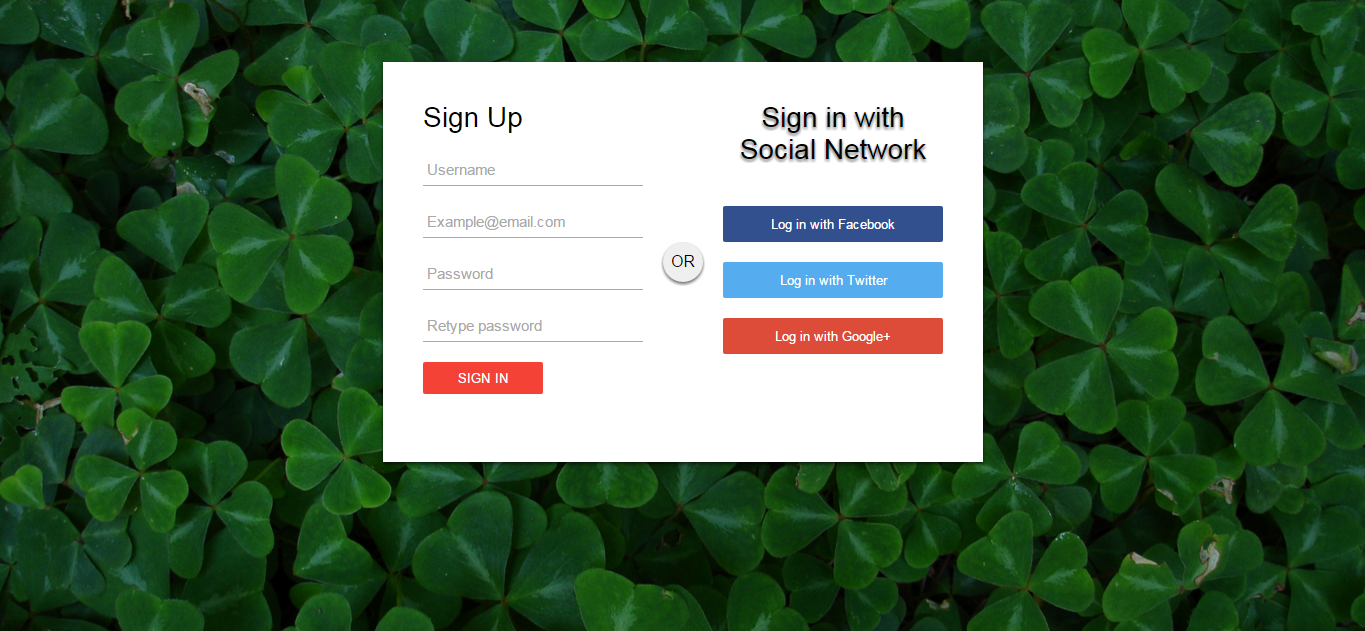 Sign Up
Username
Example@email.com
Password
Retype password
SIGN IN
OR
Sign in with
Social Network
Log in with Facebook
Log in with Twitter
Log in with Google+